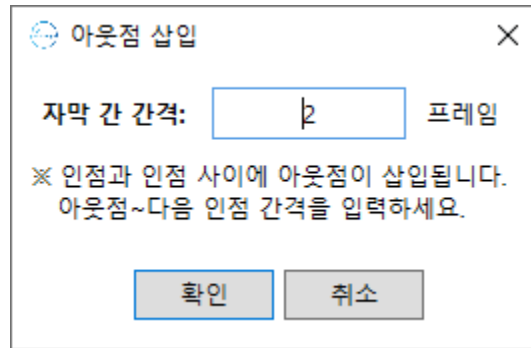 아웃점 삽입
자막 간 간격: 2 프레임
※ 인점과 인점 사이에 아웃점이 삽입됩니다.
아웃점~다음 인점 간격을 입력하세요.
확인 취소